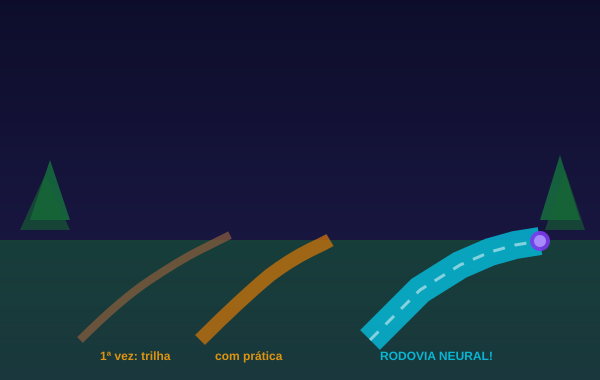 1ª vez: trilha
com prática
RODOVIA NEURAL!